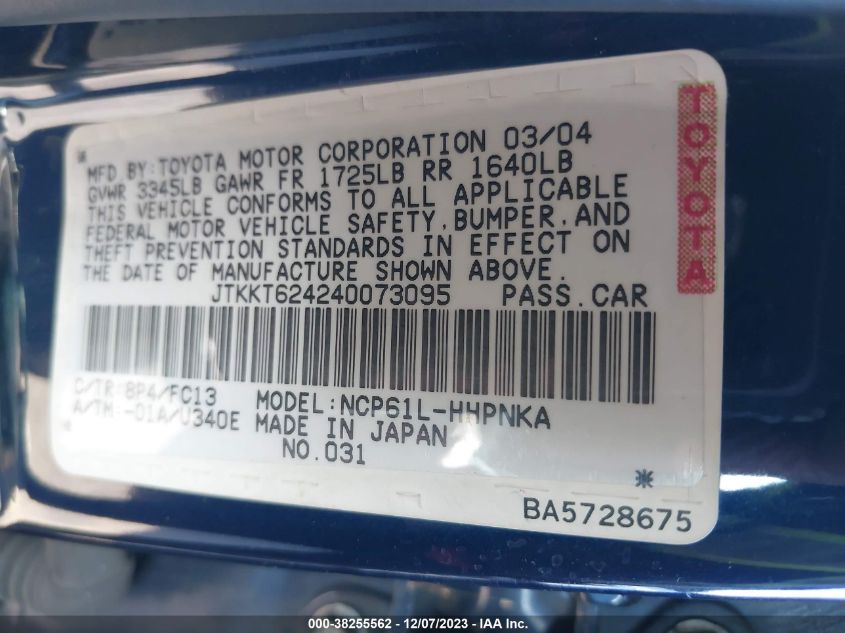 MFD.BY:TOYOTA MOTOR CORPORATION 03/04
GVWR 3345LB GAWR FR 1725LB RR 1640LB
THIS VEHICLE CONFORMS TO ALL APPLICABLE
FEDERAL MOTOR VEHICLE SAFETY,BUMPER,AND
THEFT PREVENTION STANDARDS IN EFFECT ON
THE DATE OF MANUFACTURE SHOWN ABOVE.
JTKKT624240073095 PASS.CAR
TOYOTA
C/TR:8P4/FC13 MODEL:NCP61L-HHPNKA
A/TM:-01A/U340E MADE IN JAPAN
NO.031
BA5728675
000-38255562 - 12/07/2023 - IAA Inc.